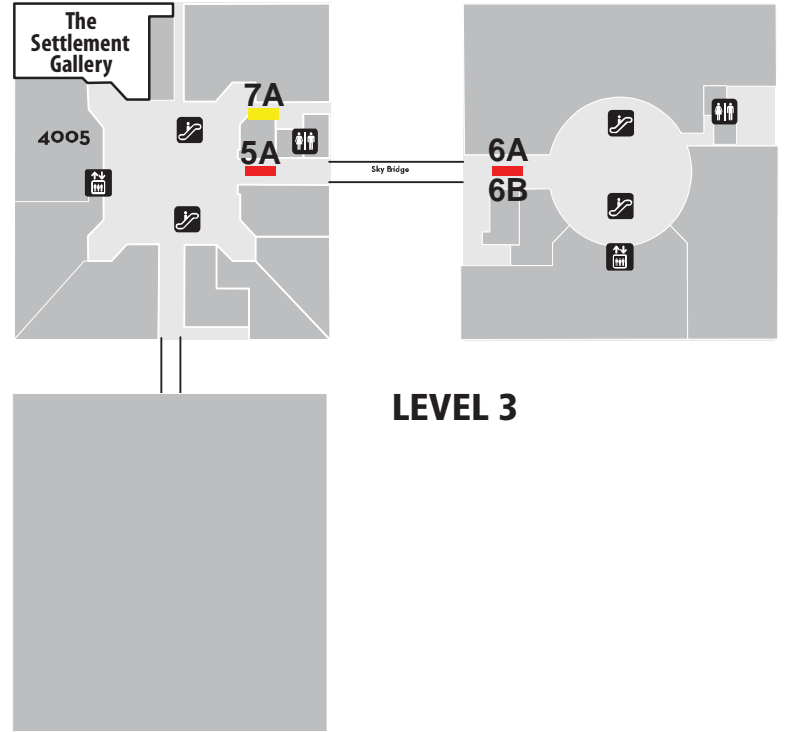 The
Settlement
Gallery
7A
4005
5A
Sky Bridge
6A
6B
LEVEL 3